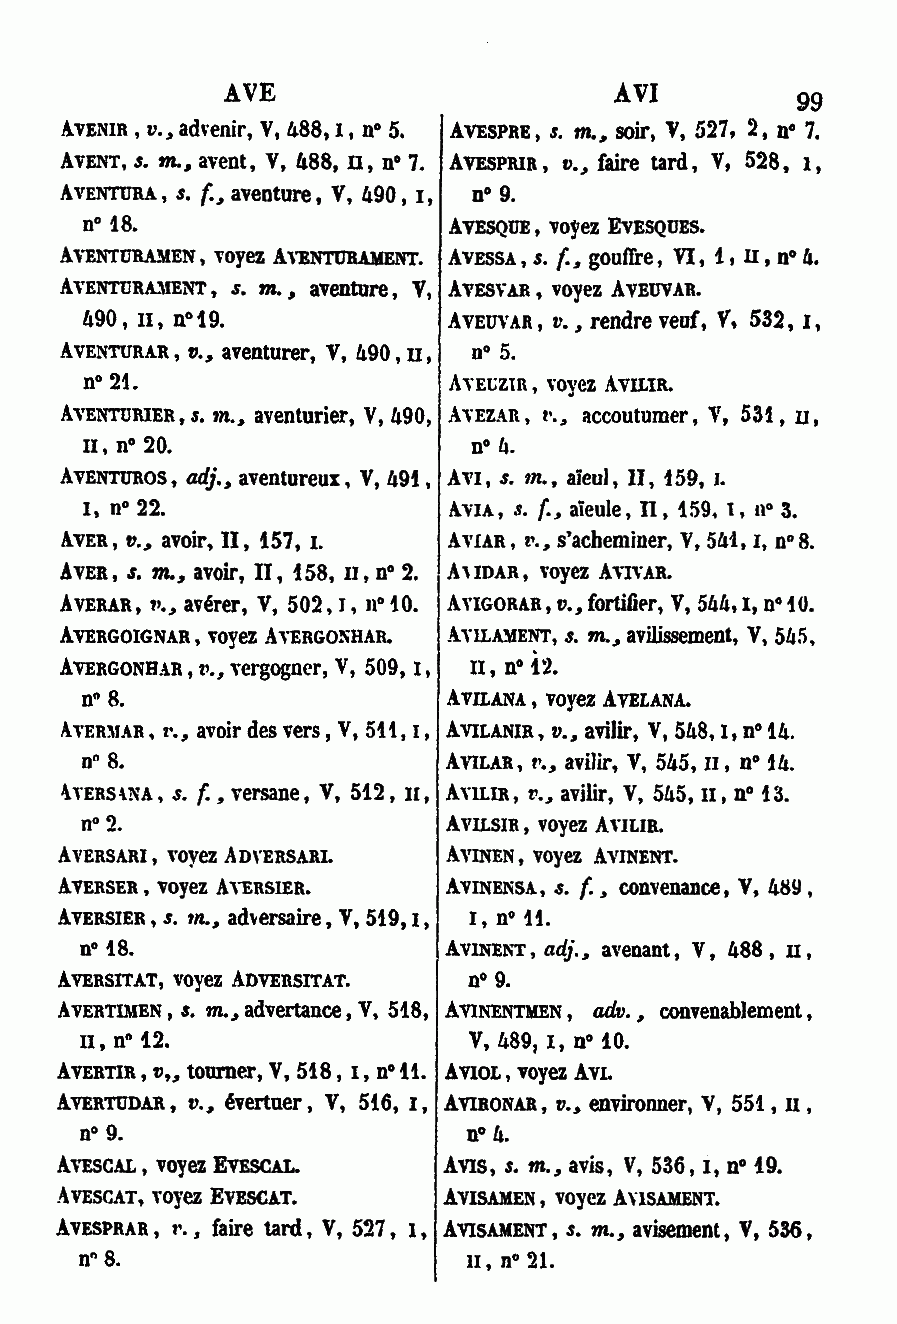 AVE
AVI
99
AVENIR, v., advenir, V, 488, I, n° 5.
AVENT, s. m., avent, V, 488, II, n° 7.
AVENTURA, s. f., aventure, V, 490, I,
n° 18.
AVENTURAMEN, voyez AVENTURAMENT.
AVENTURAMENT, s. m., aventure, V,
490, II, n° 19.
AVENTURAR, v., aventurer, V, 490, II,
n° 21.
AVENTURIER, s. m., aventurier, V, 490,
II, n° 20.
AVENTUROS, adj., aventureux, V, 491,
I, n° 22.
AVER, v., avoir, II, 157, I.
AVER, s. m., avoir, II, 158, II, n° 2.
AVERAR, v., avérer, V, 502, I, n° 10.
AVERGOIGNAR, voyez AVERGONHAR.
AVERGONHAR, v., vergogner, V, 509, I,
n° 8.
AVERMAR, v., avoir des vers, V, 511, I,
n° 8.
AVERSANA, s. f., versane, V, 512, II,
n° 2.
AVERSARI, voyez ADVERSARI.
AVERSER, voyez AVERSIER.
AVERSIER, s. m., adversaire, V, 519, I,
n° 18.
AVERSITAT, voyez ADVERSITAT.
AVERTIMEN, s. m., advertance, V, 518,
II, n° 12.
AVERTIR, v,, tourner, V, 518, I, n° 11.
AVERTUDAR, v., évertuer, V, 516, I,
n° 9.
AVESCAL, voyez EVESCAL.
AVESCAT, voyez EVESCAT.
AVESPRAR, v., faire tard, V, 527, I,
n° 8.
AVESPRE, s. m., soir, V, 527, 2, n° 7.
AVESPRIR, v., faire tard, V, 528, I,
n° 9.
AVESQUE, voyez EVESQUES.
AVESSA, s. f., gouffre, VI, 1, II, n° 4.
AVESVAR, voyez AVEUVAR.
AVEUVAR, v., rendre veuf, V, 532, I,
n° 5.
AVEUZIR, voyez AVILIR.
AVEZAR, v., accoutumer, V, 531, II,
n° 4.
AVI, s. m., aïeul, II, 159, I.
AVIA, s. f., aïeule, II, 159, I, n° 3.
AVIAR, v., s'acheminer, V, 541, I, n° 8.
AVIDAR, voyez AVIVAR.
AVIGORAR, v., fortifier, V, 544, I, n° 10.
AVILAMENT, s. m., avilissement, V, 545,
II, n° 12.
AVILANA, voyez AVELANA.
AVILANIR, v., avilir, V, 548, I, n° 14.
AVILAR, v., avilir, V, 545, II, n° 14.
AVILIR, v., avilir, V, 545, II, n° 13.
AVILSIR, voyez AVILIR.
AVINEN, voyez AVINENT.
AVINENSA, s. f., convenance, V, 489,
I, n° 11.
AVINENT, adj., avenant, V, 488, II,
n° 9.
AVINENTMEN, adv., convenablement,
V, 489, I, n° 10.
AVIOL, voyez AVI.
AVIRONAR, v., environner, V, 551, II,
n° 4.
AVIS, s. m., avis, V, 536, I, n° 19.
AVISAMEN, voyez AVISAMENT.
AVISAMENT, s. m., avisement, V, 536,
II, n° 21.